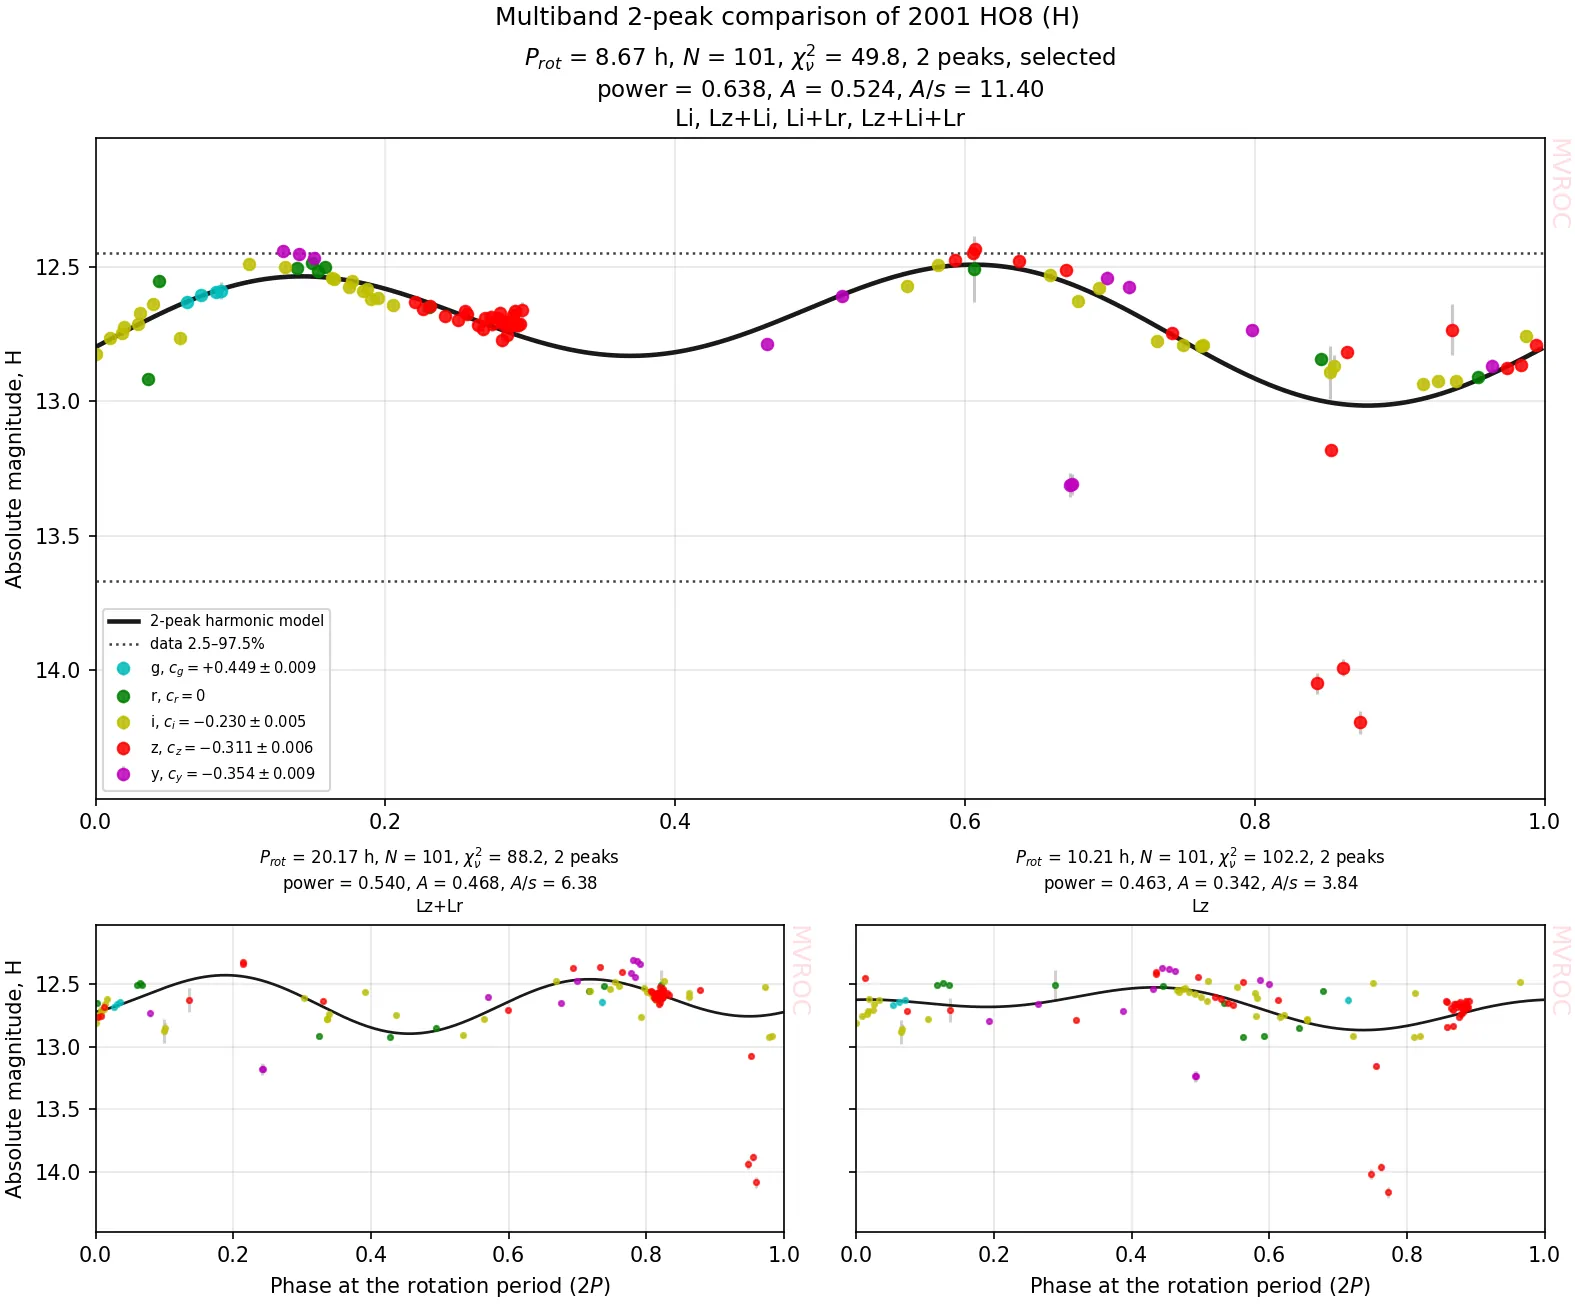 Multiband 2-peak comparison of 2001 HO8 (H)
P_rot = 8.67 h, N = 101, χ²_ν = 49.8, 2 peaks, selected
power = 0.638, A = 0.524, A/s = 11.40
Li, Lz+Li, Li+Lr, Lz+Li+Lr
MVROC
Absolute magnitude, H
12.5
13.0
13.5
14.0
2-peak harmonic model
data 2.5–97.5%
g, c_g = +0.449 ± 0.009
r, c_r = 0
i, c_i = −0.230 ± 0.005
z, c_z = −0.311 ± 0.006
y, c_y = −0.354 ± 0.009
0.0 0.2 0.4 0.6 0.8 1.0
P_rot = 20.17 h, N = 101, χ²_ν = 88.2, 2 peaks
power = 0.540, A = 0.468, A/s = 6.38
Lz+Lr
MVROC
Absolute magnitude, H
12.5
13.0
13.5
14.0
0.0 0.2 0.4 0.6 0.8 1.0
Phase at the rotation period (2P)
P_rot = 10.21 h, N = 101, χ²_ν = 102.2, 2 peaks
power = 0.463, A = 0.342, A/s = 3.84
Lz
MVROC
0.0 0.2 0.4 0.6 0.8 1.0
Phase at the rotation period (2P)